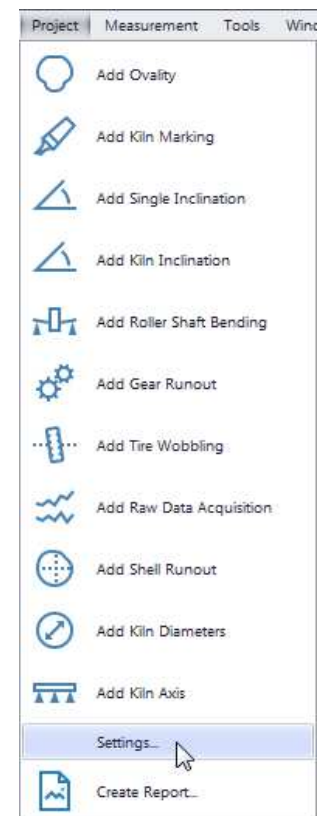 Project Measurement Tools Wind
Add Ovality
Add Kiln Marking
Add Single Inclination
Add Kiln Inclination
Add Roller Shaft Bending
Add Gear Runout
Add Tire Wobbling
Add Raw Data Acquisition
Add Shell Runout
Add Kiln Diameters
Add Kiln Axis
Settings...
Create Report...